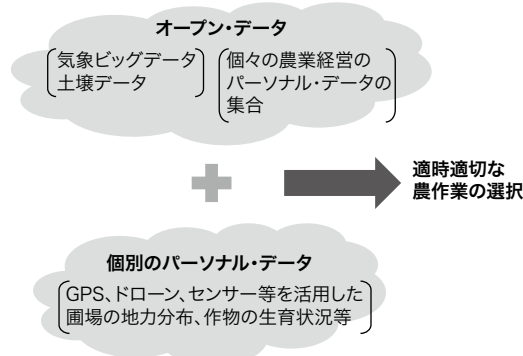 オープン・データ
気象ビッグデータ
土壌データ
個々の農業経営の
パーソナル・データの
集合
適時適切な
農作業の選択
個別のパーソナル・データ
GPS、ドローン、センサー等を活用した
圃場の地力分布、作物の生育状況等